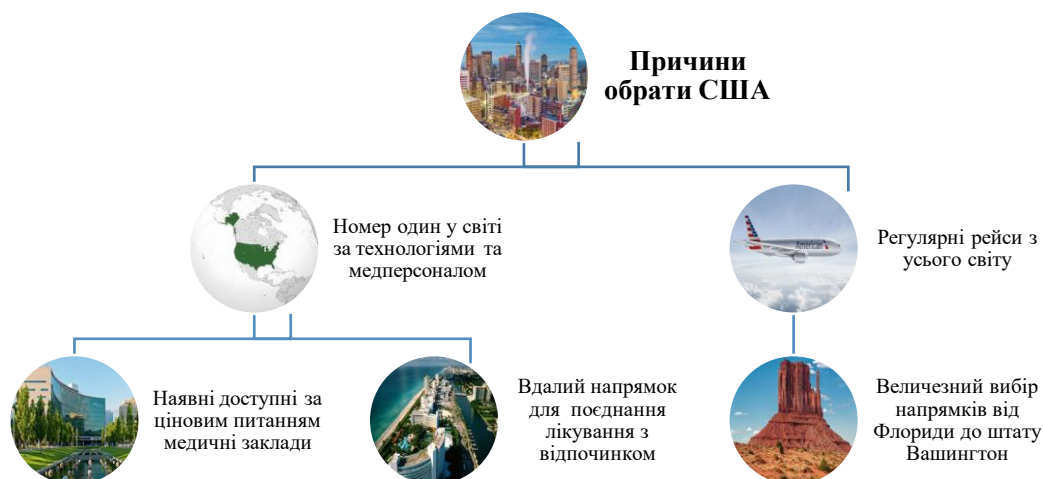 Причини
обрати США
Номер один у світі
за технологіями та
медперсоналом
American
Регулярні рейси з
усього світу
Наявні доступні за
ціновим питанням
медичні заклади
Вдалий напрямок
для поєднання
лікування з
відпочинком
Величезний вибір
напрямків від
Флориди до штату
Вашингтон